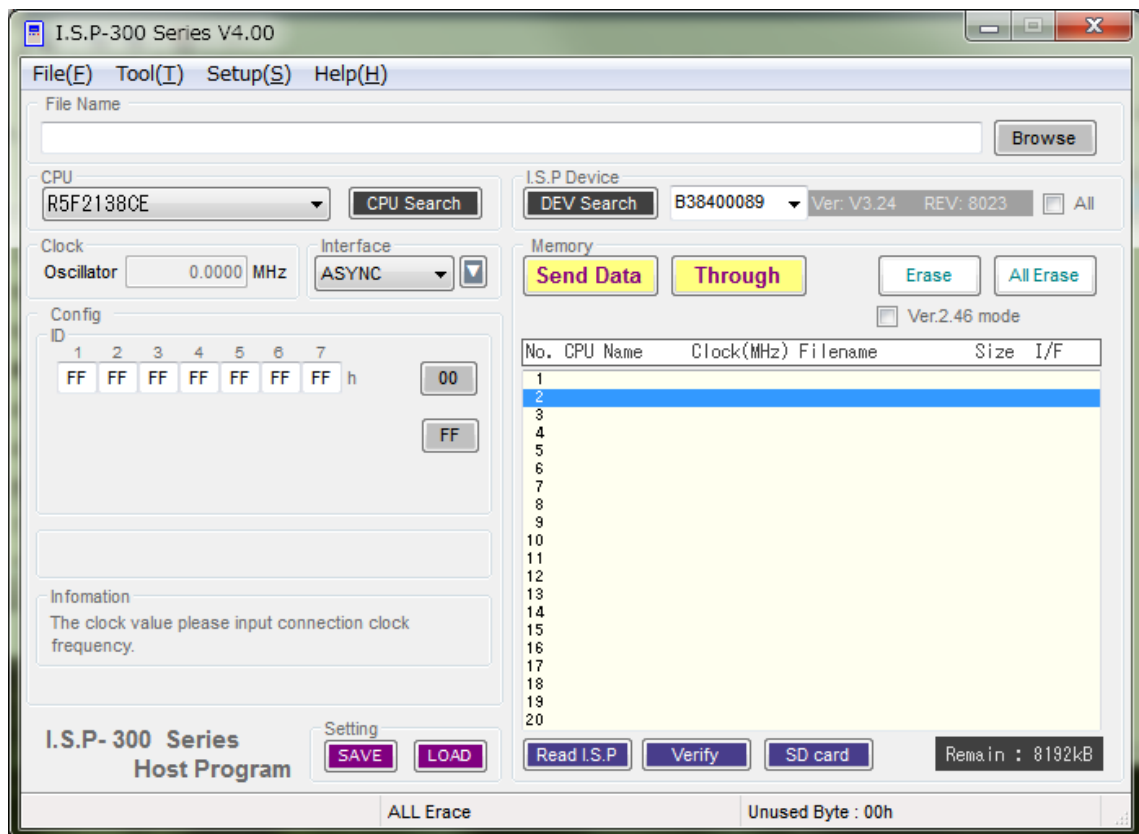 I.S.P-300 Series V4.00
File(F) Tool(T) Setup(S) Help(H)
File Name
Browse
CPU
R5F2138CE
CPU Search
I.S.P Device
DEV Search
B38400089
Ver: V3.24 REV: 8023
All
Clock
Oscillator 0.0000 MHz
Interface
ASYNC
Memory
Send Data
Through
Erase
All Erase
Ver.2.46 mode
Config
ID
1 2 3 4 5 6 7
FF FF FF FF FF FF FF h
00
FF
No. CPU Name Clock(MHz) Filename Size I/F
1
2
3
4
5
6
7
8
9
10
11
12
13
14
15
16
17
18
19
20
Infomation
The clock value please input connection clock
frequency.
I.S.P- 300 Series
Host Program
Setting
SAVE
LOAD
Read I.S.P
Verify
SD card
Remain : 8192kB
ALL Erace
Unused Byte : 00h